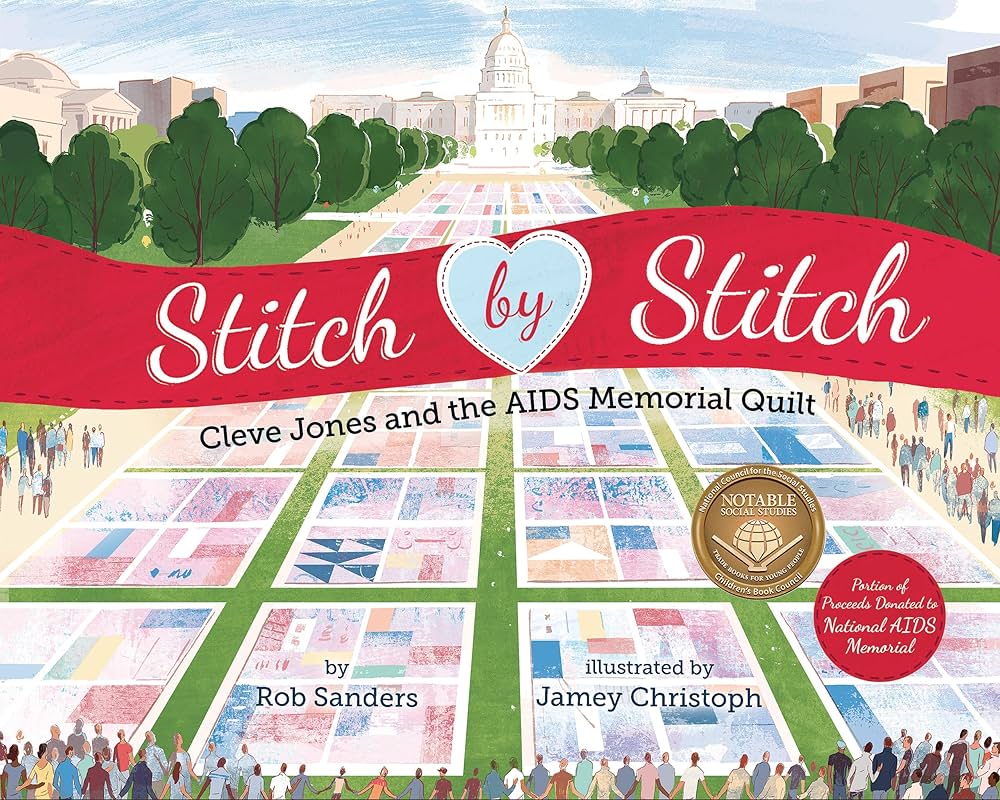 Stitch by Stitch
Cleve Jones and the AIDS Memorial Quilt
National Council for the Social Studies
NOTABLE
SOCIAL STUDIES
TRADE BOOKS FOR YOUNG PEOPLE
Children's Book Council
Portion of
Proceeds Donated to
National AIDS
Memorial
by
Rob Sanders
illustrated by
Jamey Christoph